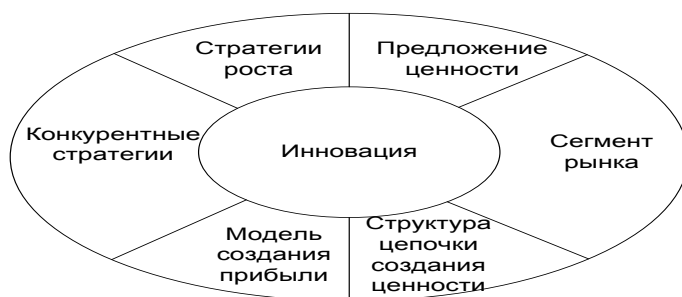 Стратегии
роста
Предложение
ценности
Конкурентные
стратегии
Инновация
Сегмент
рынка
Модель
создания
прибыли
Структура
цепочки
создания
ценности